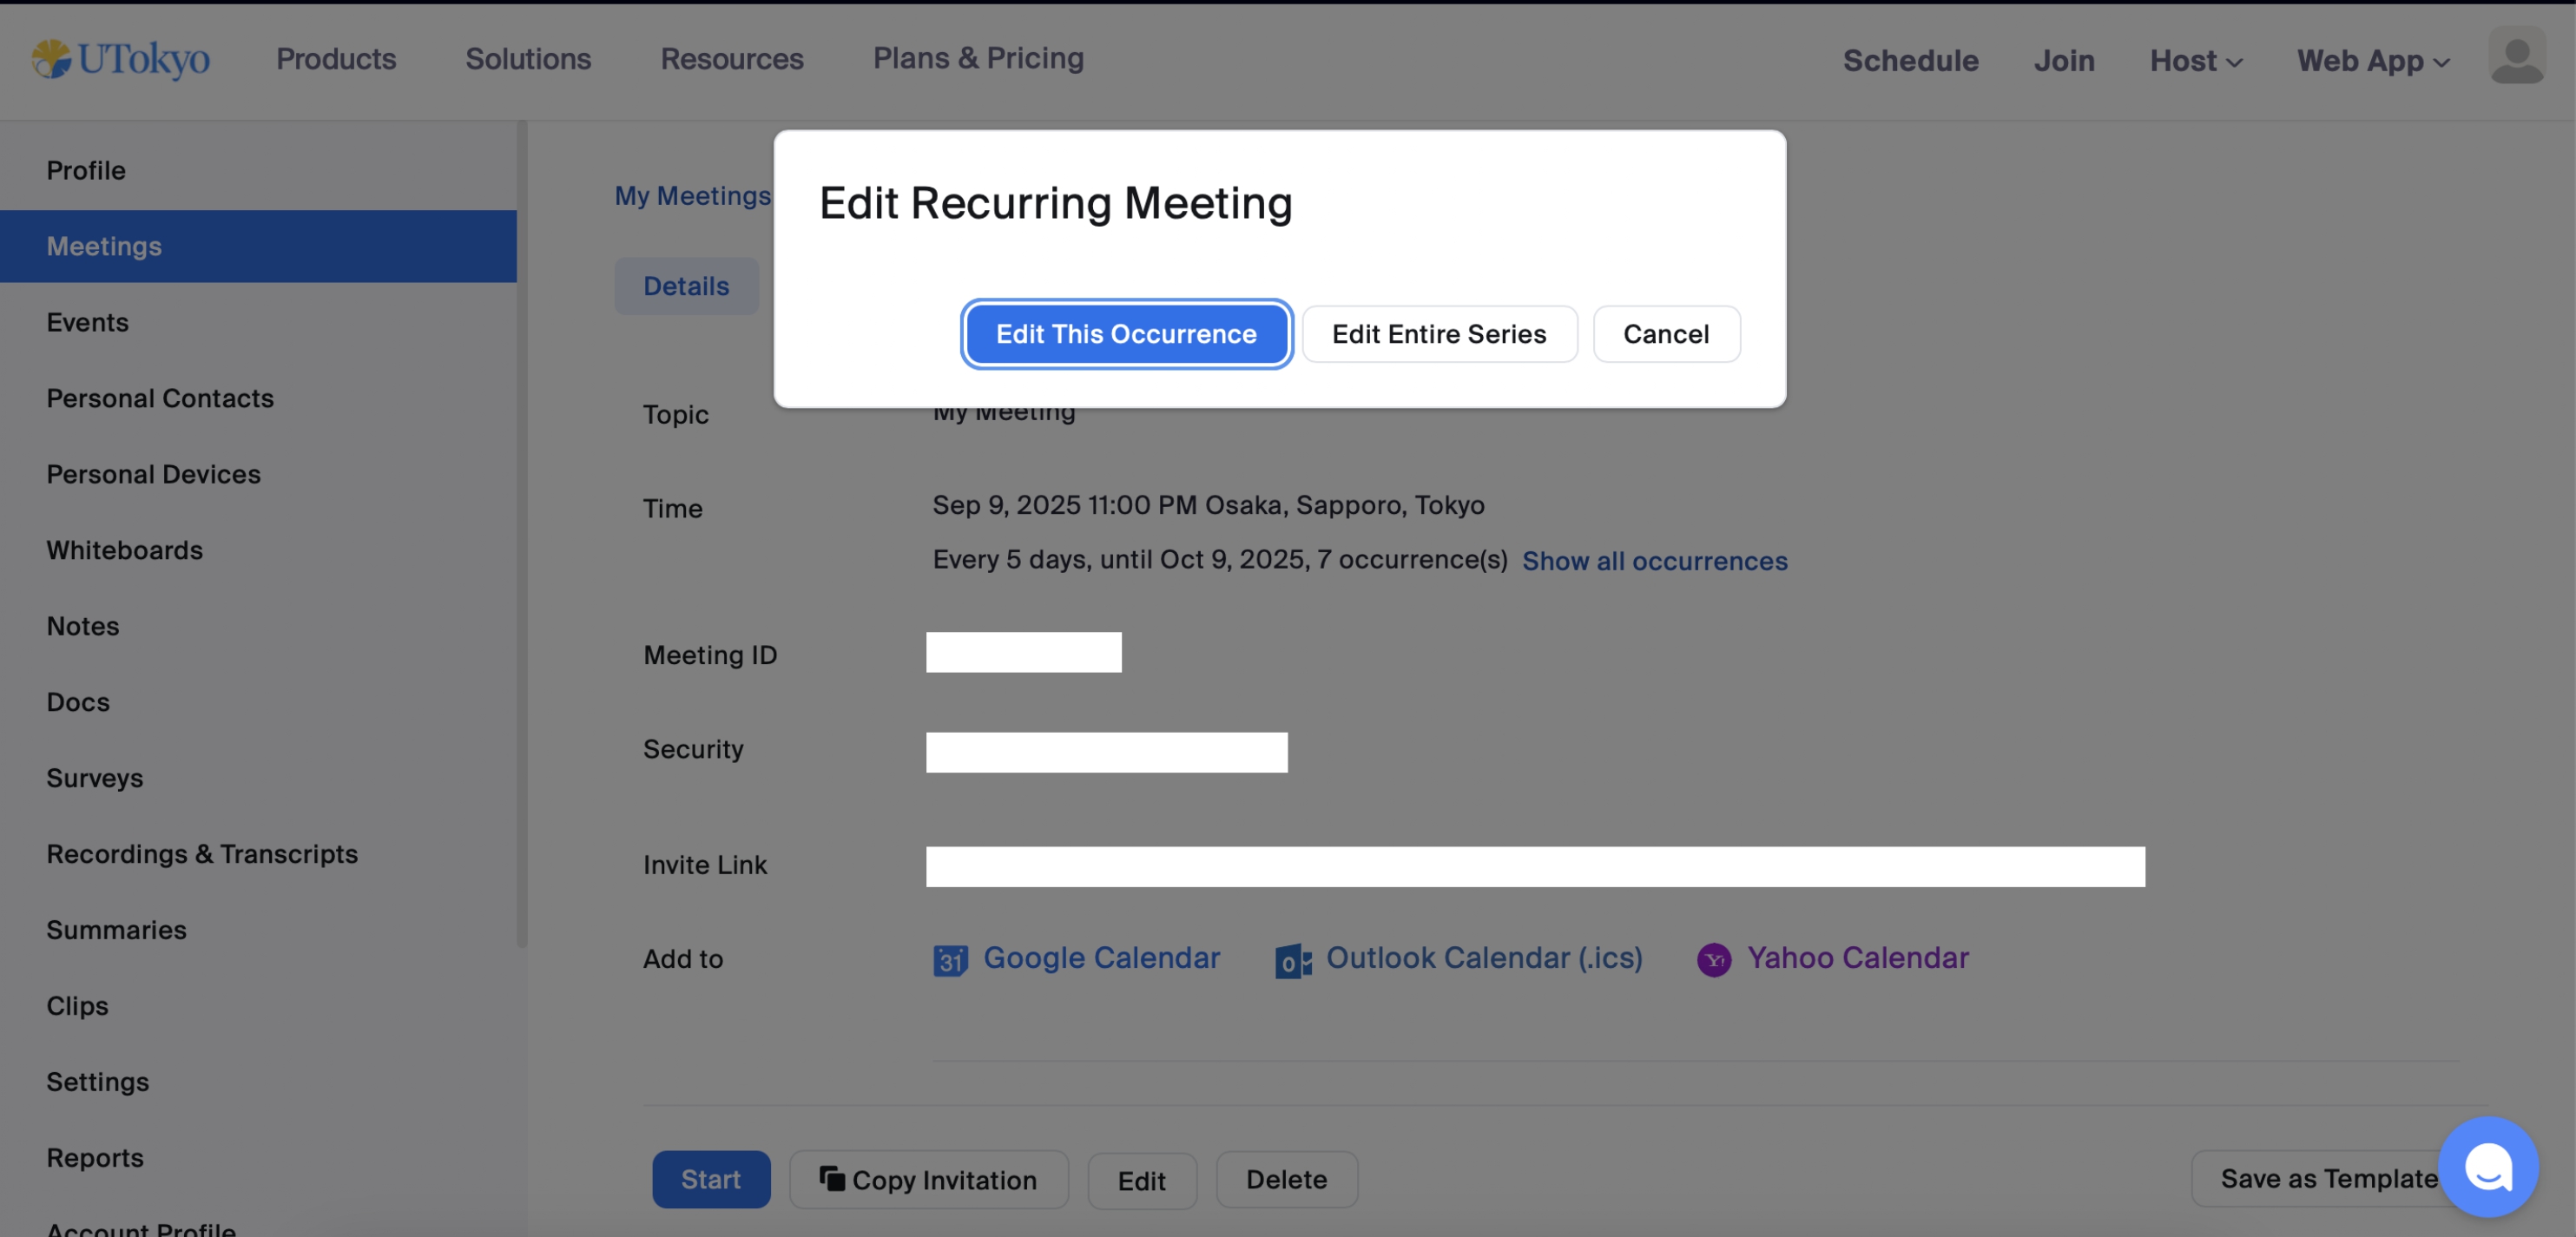 UTokyo Products Solutions Resources Plans & Pricing Schedule Join Host Web App
Profile
Meetings
Events
Personal Contacts
Personal Devices
Whiteboards
Notes
Docs
Surveys
Recordings & Transcripts
Summaries
Clips
Settings
Reports
Account Profile
My Meetings
Details
Edit Recurring Meeting
Edit This Occurrence Edit Entire Series Cancel
Topic My Meeting
Time Sep 9, 2025 11:00 PM Osaka, Sapporo, Tokyo
Every 5 days, until Oct 9, 2025, 7 occurrence(s) Show all occurrences
Meeting ID
Security
Invite Link
Add to 31 Google Calendar Outlook Calendar (.ics) Yahoo Calendar
Start Copy Invitation Edit Delete Save as Template